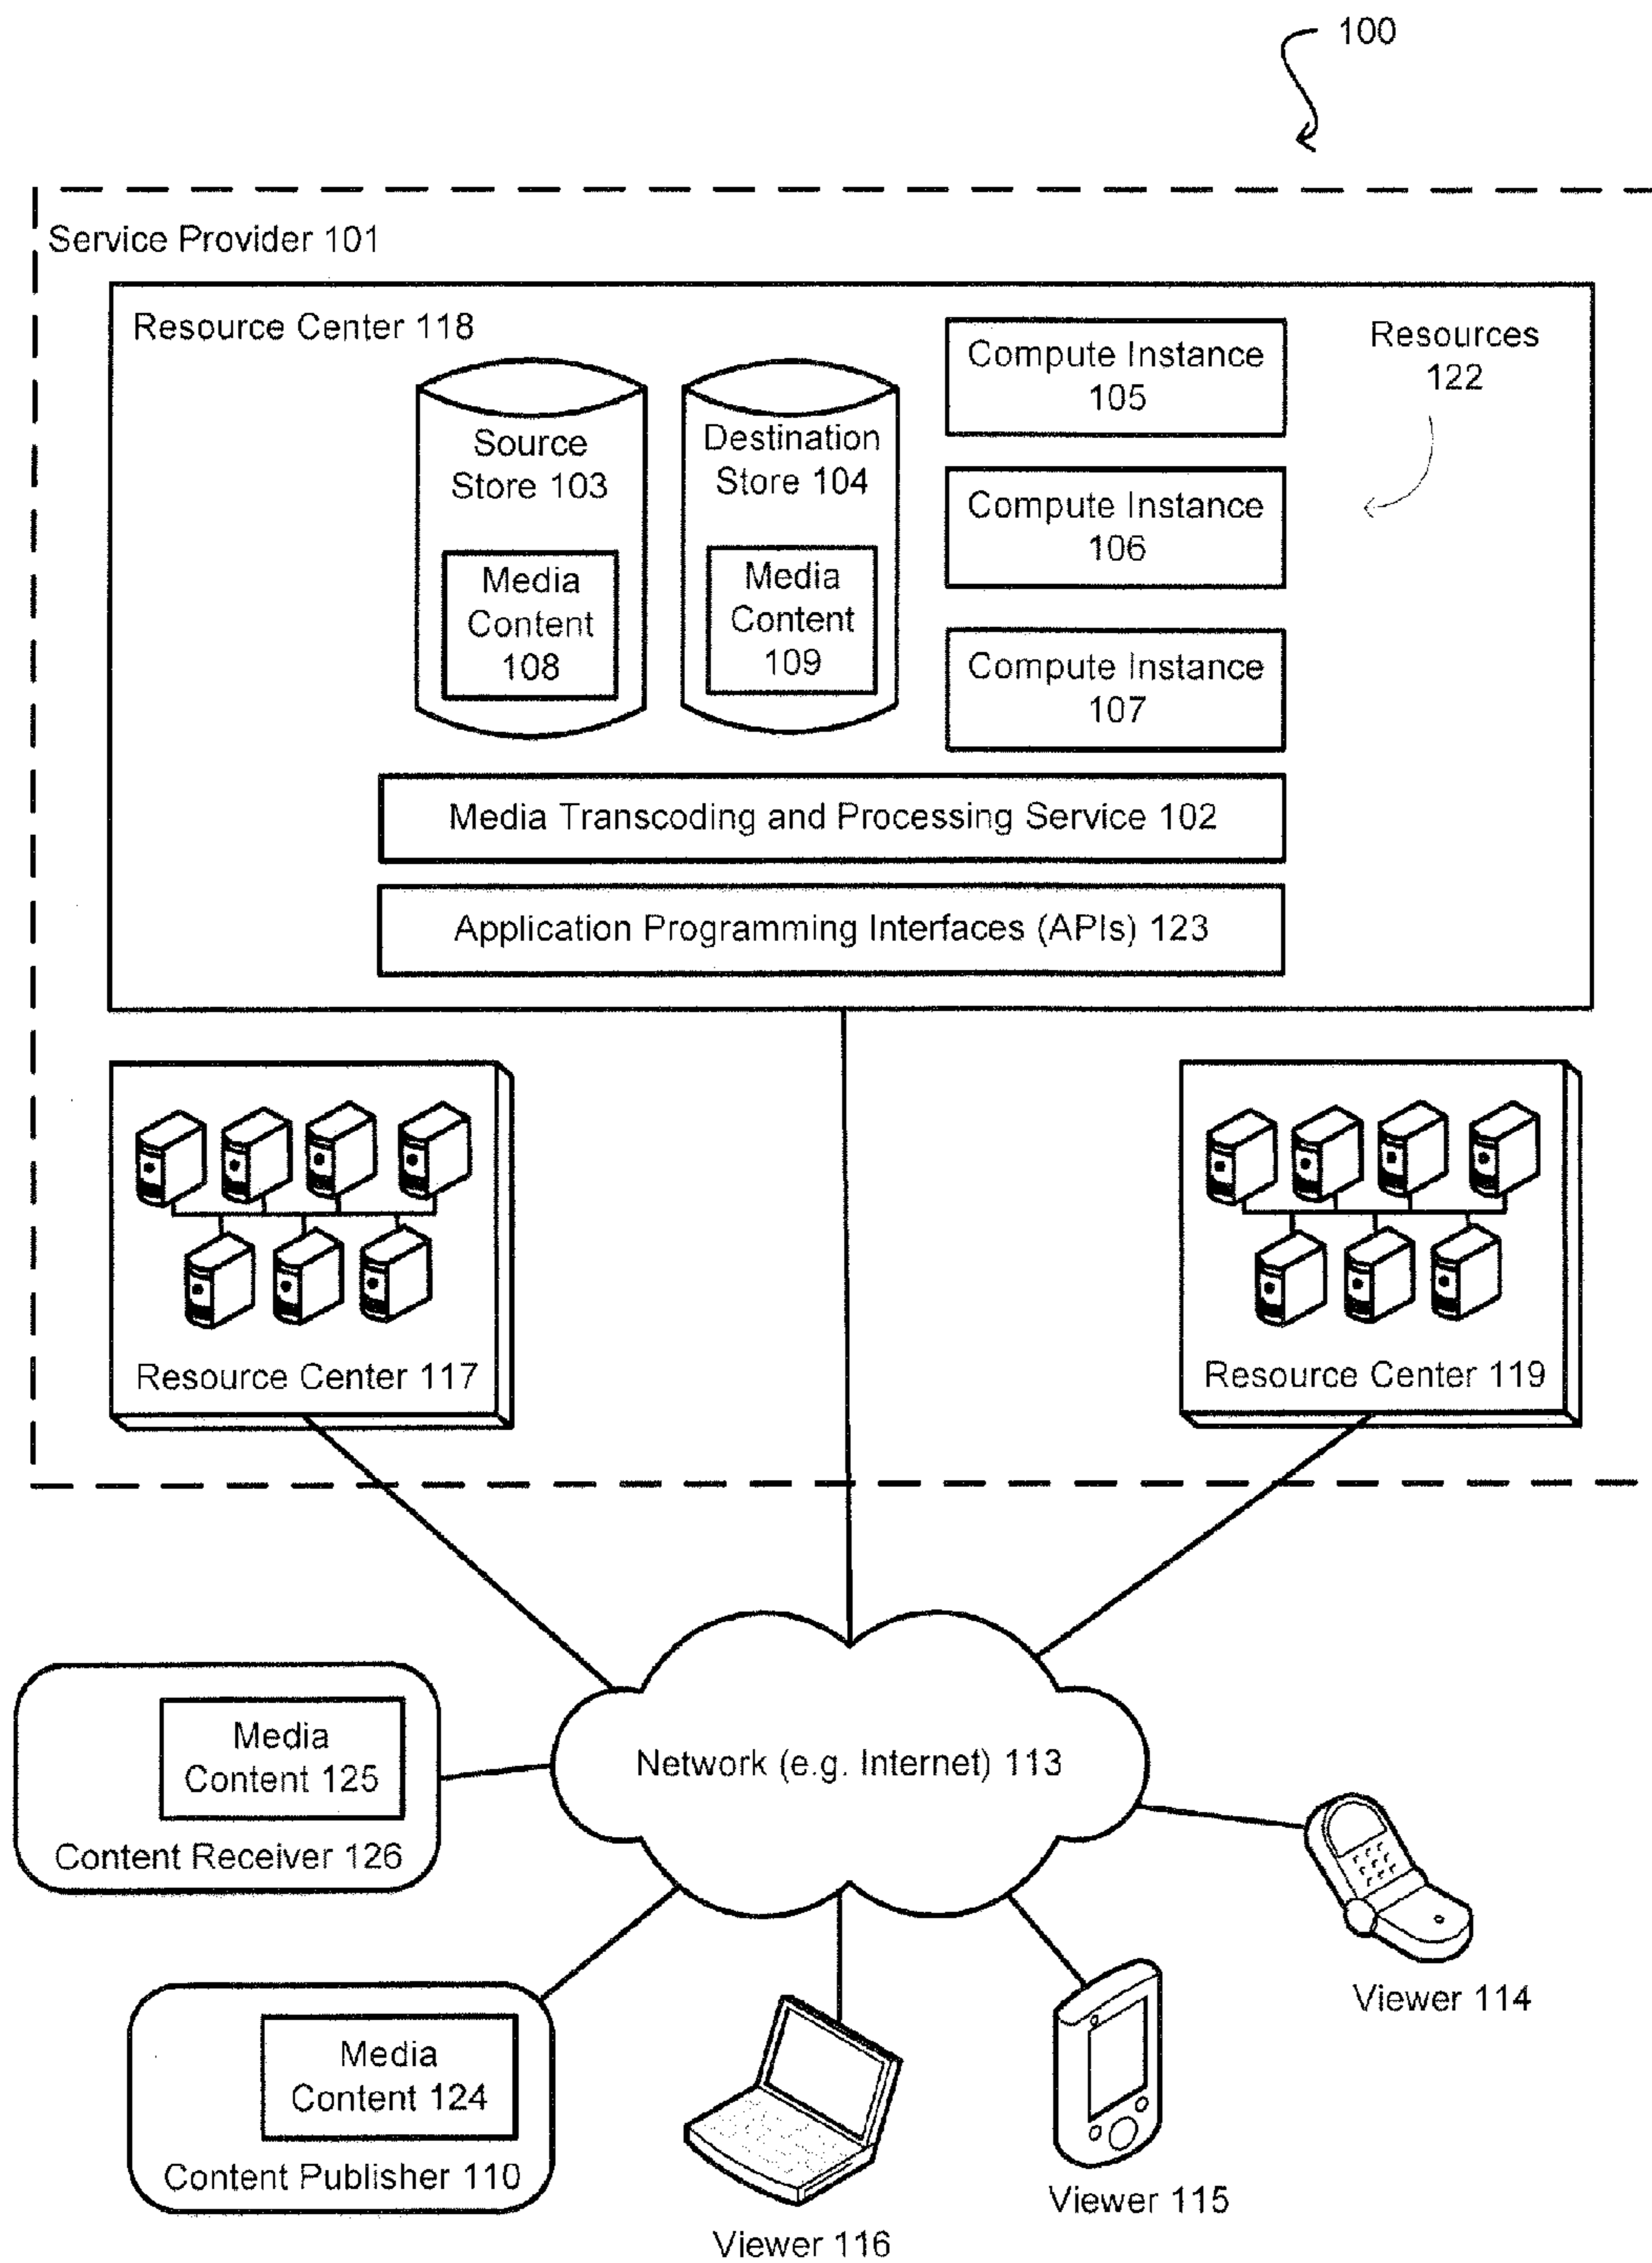 100
Service Provider 101
Resource Center 118
Source
Store 103
Media
Content
108
Destination
Store 104
Media
Content
109
Compute Instance
105
Compute Instance
106
Compute Instance
107
Resources
122
Media Transcoding and Processing Service 102
Application Programming Interfaces (APIs) 123
Resource Center 117
Resource Center 119
Network (e.g. Internet) 113
Media
Content 125
Content Receiver 126
Media
Content 124
Content Publisher 110
Viewer 116
Viewer 115
Viewer 114